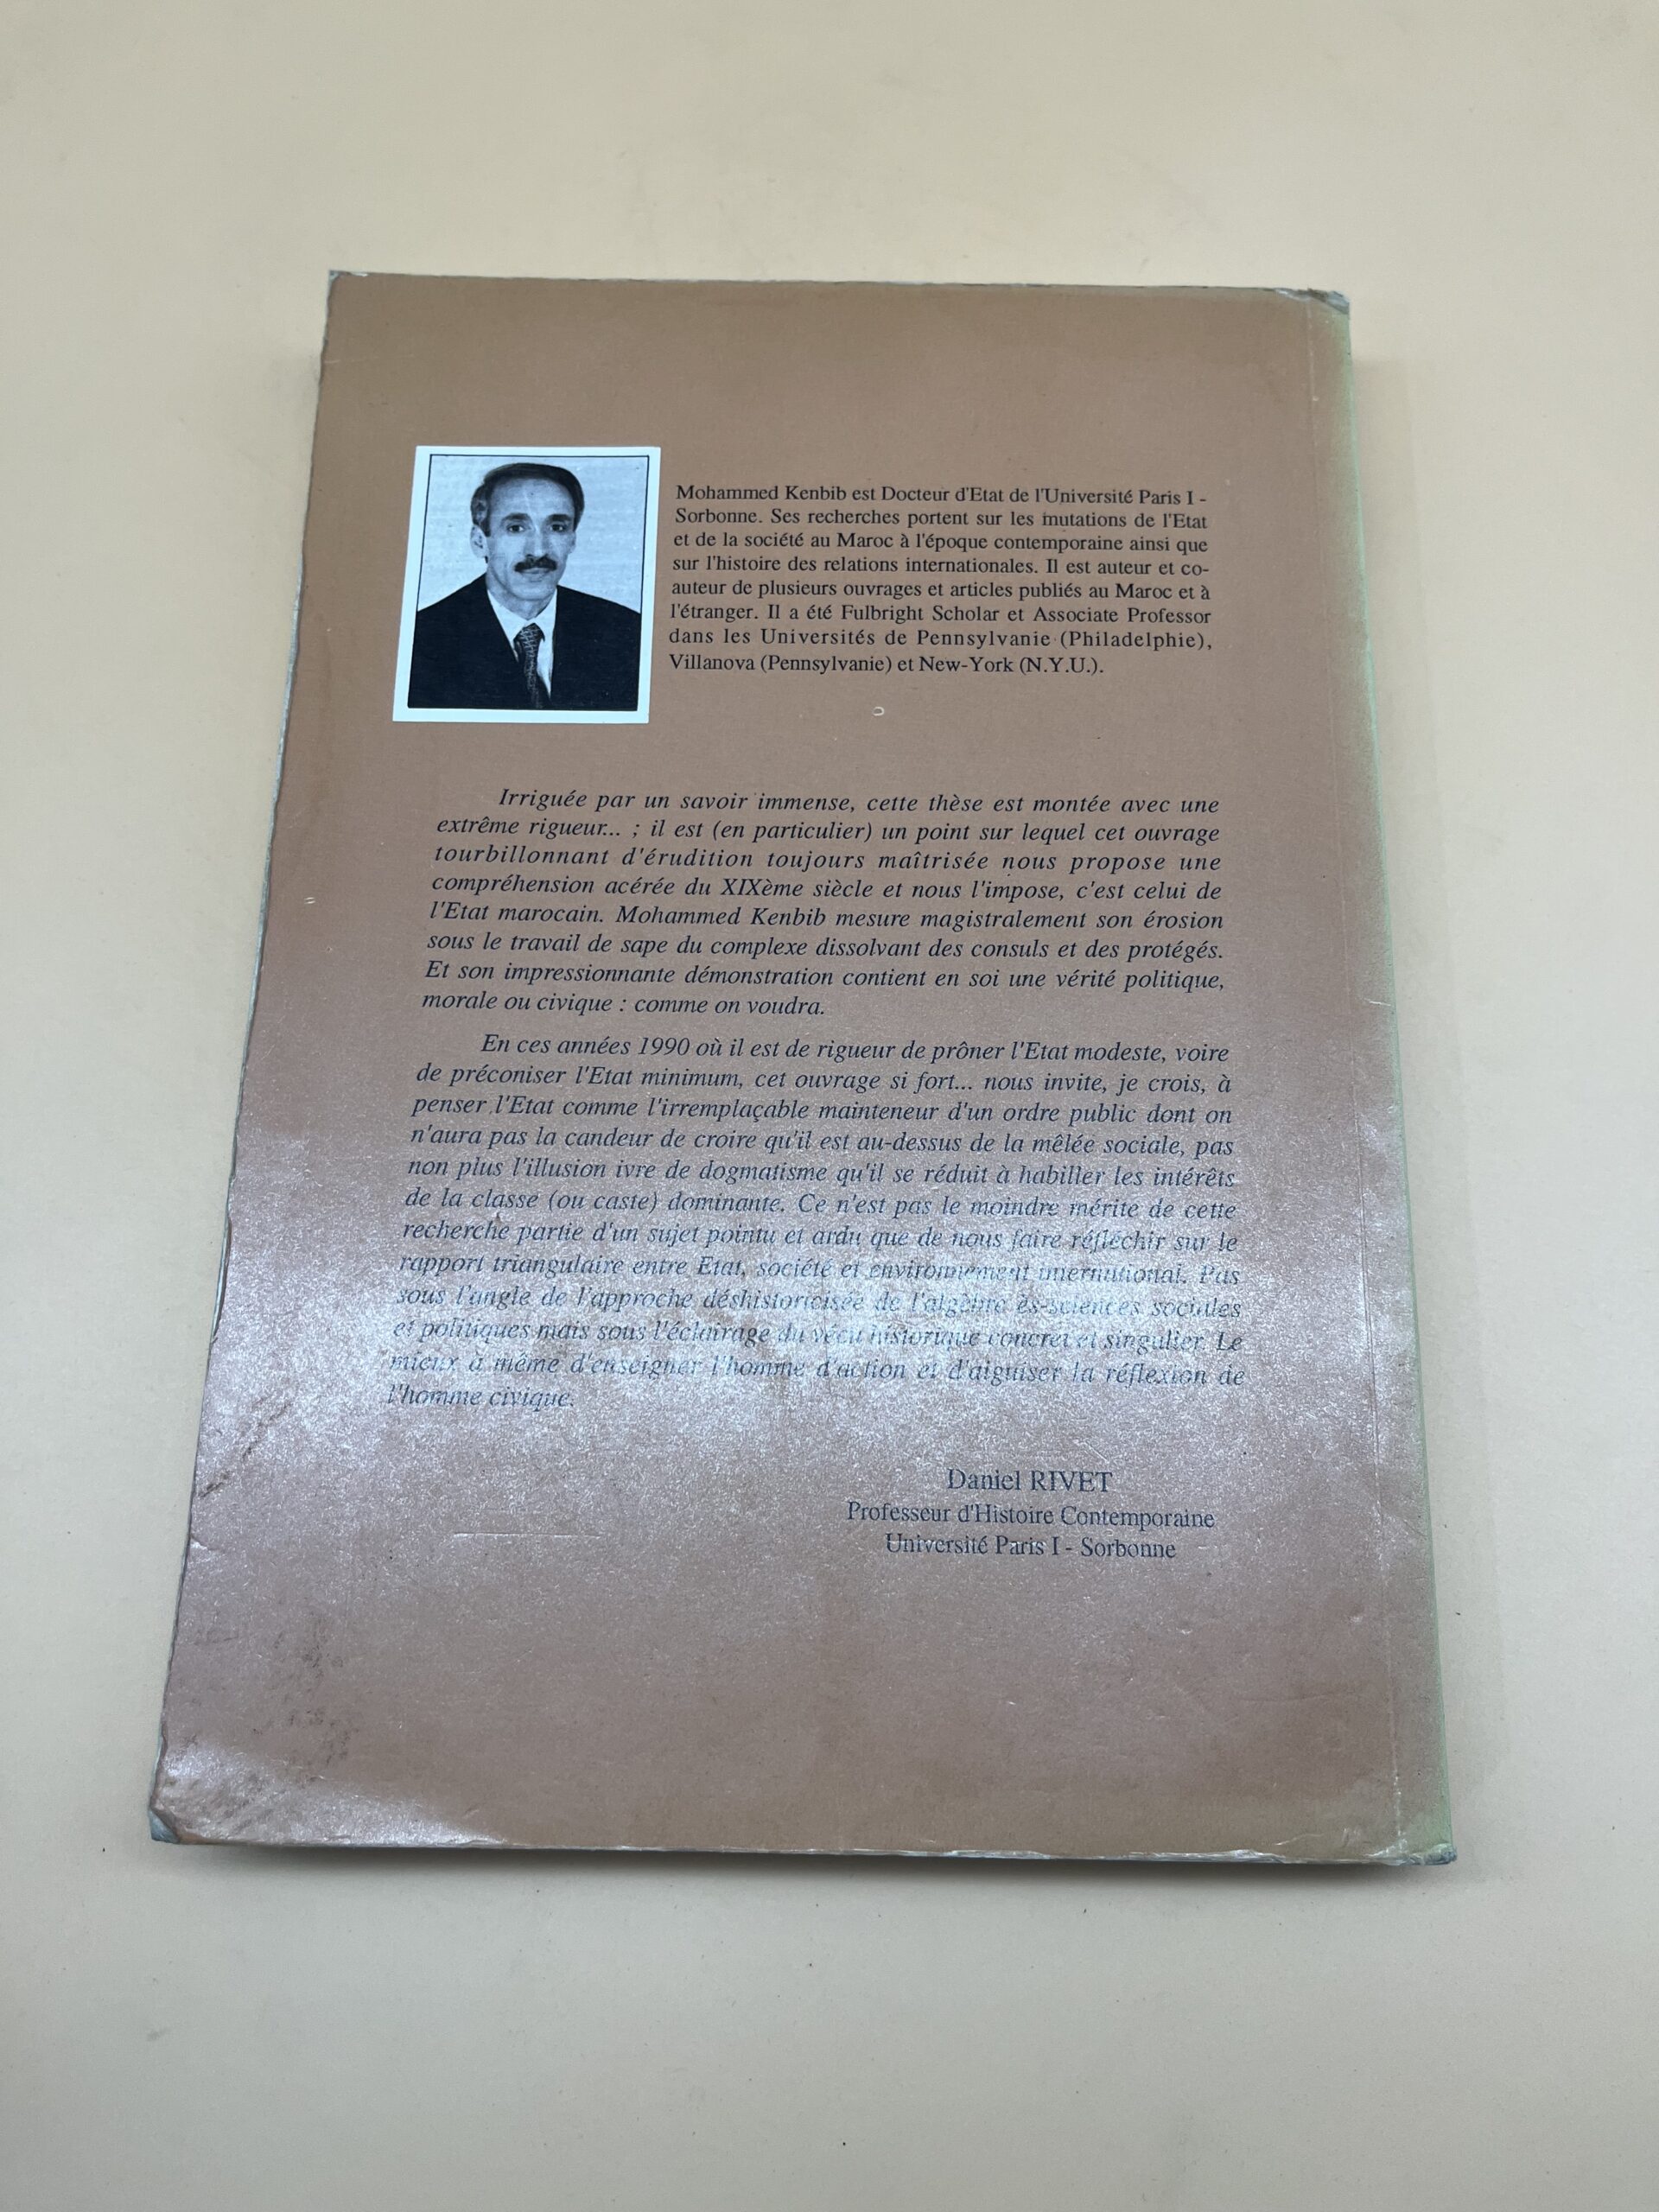 Mohammed Kenbib est Docteur d'Etat de l'Université Paris I -
Sorbonne. Ses recherches portent sur les mutations de l'Etat
et de la société au Maroc à l'époque contemporaine ainsi que
sur l'histoire des relations internationales. Il est auteur et co-
auteur de plusieurs ouvrages et articles publiés au Maroc et à
l'étranger. Il a été Fulbright Scholar et Associate Professor
dans les Universités de Pennsylvanie (Philadelphie),
Villanova (Pennsylvanie) et New-York (N.Y.U.).
Irriguée par un savoir immense, cette thèse est montée avec une
extrême rigueur... ; il est (en particulier) un point sur lequel cet ouvrage
tourbillonnant d'érudition toujours maîtrisée nous propose une
compréhension acérée du XIXème siècle et nous l'impose, c'est celui de
l'Etat marocain. Mohammed Kenbib mesure magistralement son érosion
sous le travail de sape du complexe dissolvant des consuls et des protégés.
Et son impressionnante démonstration contient en soi une vérité politique,
morale ou civique : comme on voudra.
En ces années 1990 où il est de rigueur de prôner l'Etat modeste, voire
de préconiser l'Etat minimum, cet ouvrage si fort... nous invite, je crois, à
penser l'Etat comme l'irremplaçable mainteneur d'un ordre public dont on
n'aura pas la candeur de croire qu'il est au-dessus de la mêlée sociale, pas
non plus l'illusion ivre de dogmatisme qu'il se réduit à habiller les intérêts
de la classe (ou caste) dominante. Ce n'est pas le moindre mérite de cette
recherche partie d'un sujet pointu et ardu que de nous faire réfléchir sur le
rapport triangulaire entre Etat, société et environnement international. Pas
sous l'angle de l'approche déshistoricisée de l'algèbre ès-sciences sociales
et politiques mais sous l'éclairage du vécu historique concret et singulier. Le
mieux à même d'enseigner l'homme d'action et d'aiguiser la réflexion de
l'homme civique.
Daniel RIVET
Professeur d'Histoire Contemporaine
Université Paris I - Sorbonne